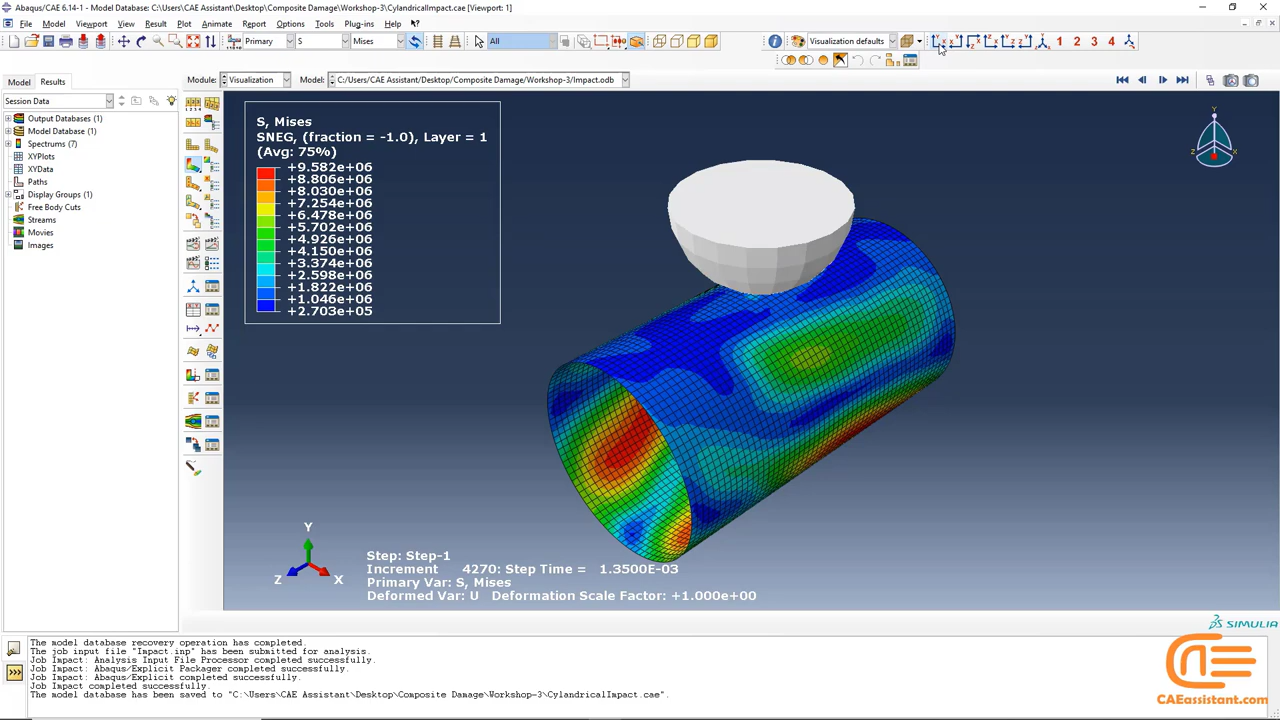 Abaqus/CAE 6.14-1 - Model Database: C:\Users\CAE Assistant\Desktop\Composite Damage\Workshop-3\CylandricalImpact.cae [Viewport: 1]
File Model Viewport View Result Plot Animate Report Options Tools Plug-ins Help
Primary S Mises All Visualization defaults 1 2 3 4
Model Results Module: Visualization Model: C:/Users/CAE Assistant/Desktop/Composite Damage/Workshop-3/Impact.odb
Session Data
Output Databases (1)
Model Database (1)
Spectrums (7)
XYPlots
XYData
Paths
Display Groups (1)
Free Body Cuts
Streams
Movies
Images
S, Mises
SNEG, (fraction = -1.0), Layer = 1
(Avg: 75%)
+9.582e+06
+8.806e+06
+8.030e+06
+7.254e+06
+6.478e+06
+5.702e+06
+4.926e+06
+4.150e+06
+3.374e+06
+2.598e+06
+1.822e+06
+1.046e+06
+2.703e+05
Y
Z X
Y
Z X
Step: Step-1
Increment 4270: Step Time = 1.3500E-03
Primary Var: S, Mises
Deformed Var: U Deformation Scale Factor: +1.000e+00
SIMULIA
The model database recovery operation has completed.
The job input file "Impact.inp" has been submitted for analysis.
Job Impact: Analysis Input File Processor completed successfully.
Job Impact: Abaqus/Explicit Packager completed successfully.
Job Impact: Abaqus/Explicit completed successfully.
Job Impact completed successfully.
The model database has been saved to "C:\Users\CAE Assistant\Desktop\Composite Damage\Workshop-3\CylandricalImpact.cae".
CAEassistant.com